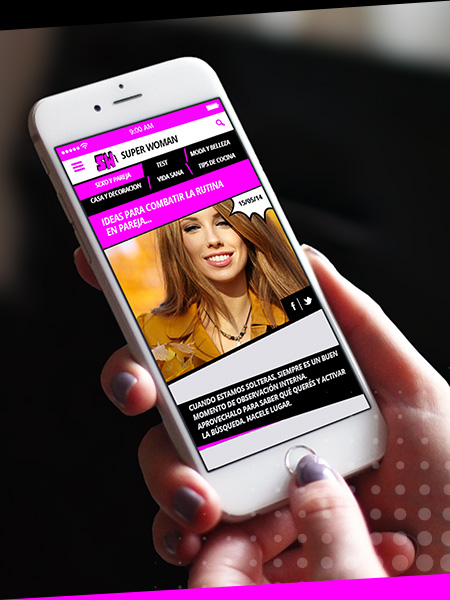 9:00 AM
SW SUPER WOMAN
SEXO Y PAREJA TEST MODA Y BELLEZA
CASA Y DECORACION VIDA SANA TIPS DE COCINA
IDEAS PARA COMBATIR LA RUTINA
EN PAREJA...
15/05/14
CUANDO ESTAMOS SOLTERAS, SIEMPRE ES UN BUEN
MOMENTO DE OBSERVACIÓN INTERNA.
APROVECHALO PARA SABER QUÉ QUERÉS Y ACTIVAR
LA BÚSQUEDA. HACELE LUGAR.